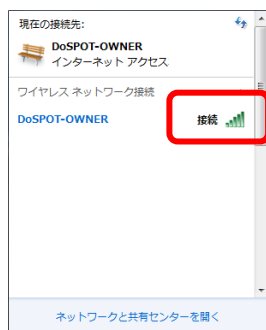 現在の接続先:
DoSPOT-OWNER
インターネット アクセス
ワイヤレス ネットワーク接続
DoSPOT-OWNER 接続
ネットワークと共有センターを開く